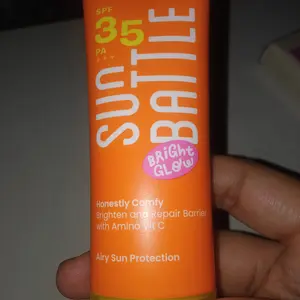 SPF
35
PA
+++
SUN
BATTLE
BRIGHT
GLOW
Honestly Comfy
Brighten and Repair Barrier
with Amino Vit C
Airy Sun Protection